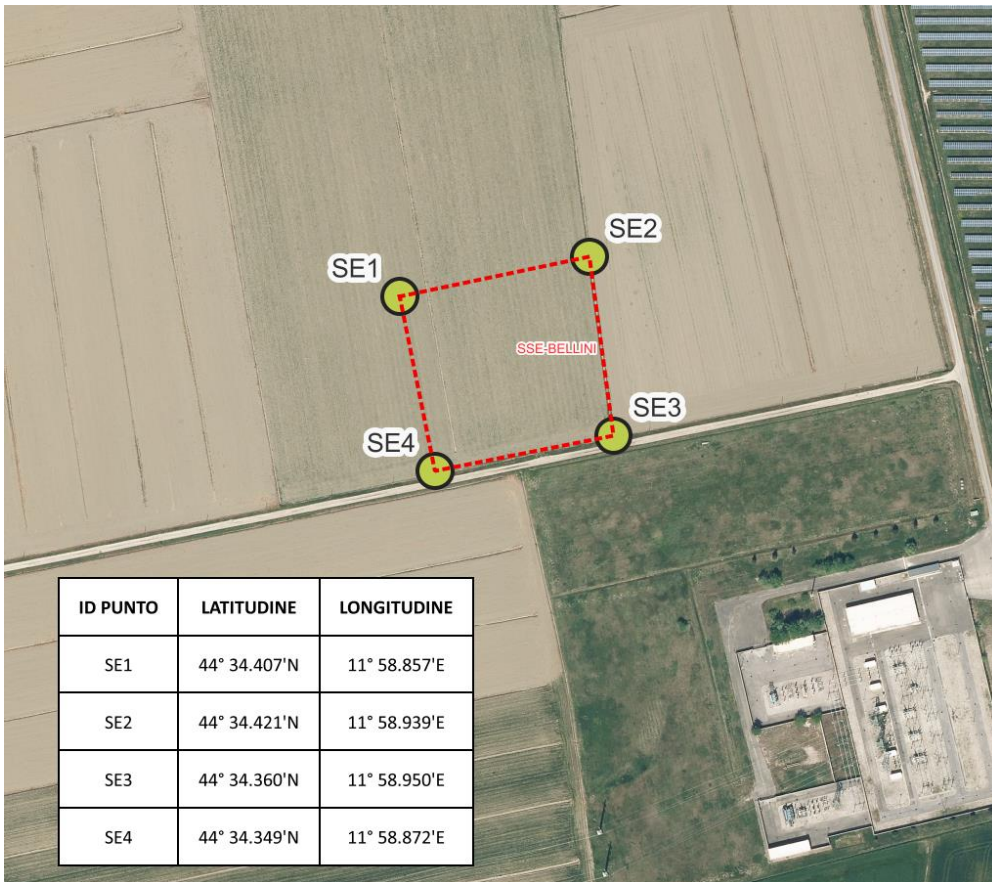 SE2
SE1
SSE-BELLINI
SE3
SE4
ID PUNTO LATITUDINE LONGITUDINE
SE1 44° 34.407'N 11° 58.857'E
SE2 44° 34.421'N 11° 58.939'E
SE3 44° 34.360'N 11° 58.950'E
SE4 44° 34.349'N 11° 58.872'E